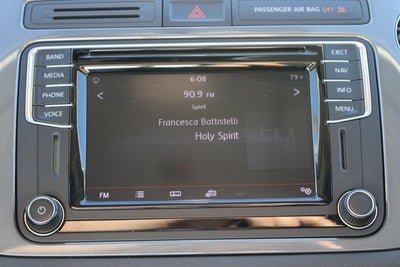 PASSENGER AIR BAG OFF
BAND
MEDIA
PHONE
VOICE
6:08
79°F
90.9 FM
Spirit
Francesca Battistelli
Holy Spirit
FM
FM
EJECT
NAV
INFO
MENU